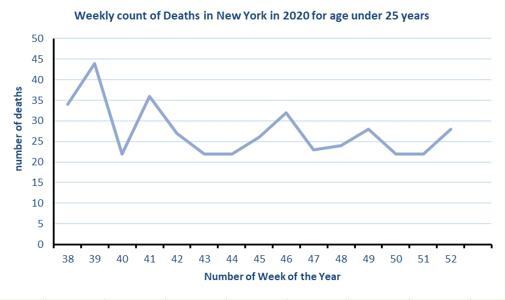 Weekly count of Deaths in New York in 2020 for age under 25 years
number of deaths
50
45
40
35
30
25
20
15
10
5
0
38 39 40 41 42 43 44 45 46 47 48 49 50 51 52
Number of Week of the Year